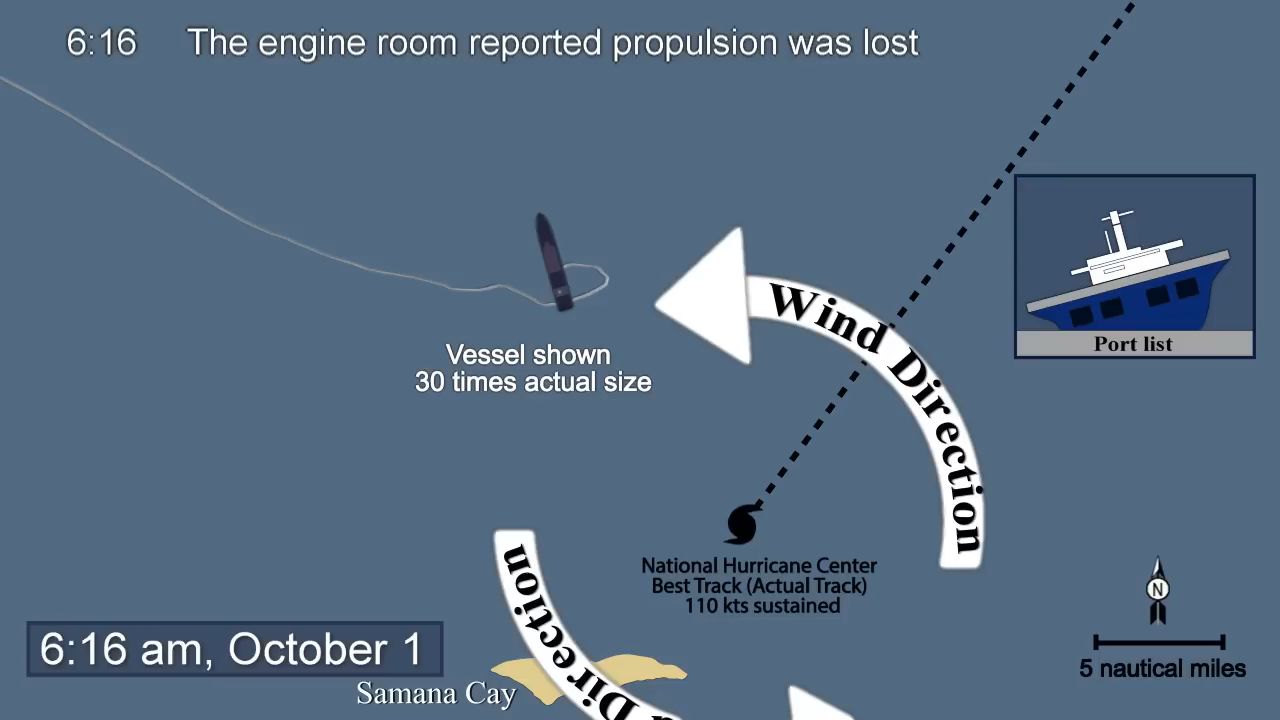 6:16 The engine room reported propulsion was lost
Port list
Wind Direction
Vessel shown
30 times actual size
National Hurricane Center
Best Track (Actual Track)
110 kts sustained
N
5 nautical miles
Direction
6:16 am, October 1
Samana Cay